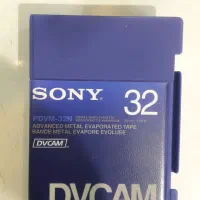 SONY 32
PDVM-32N
ADVANCED METAL EVAPORATED TAPE
BANDE METAL EVAPORE EVOLUEE
DVCAM
DVCAM